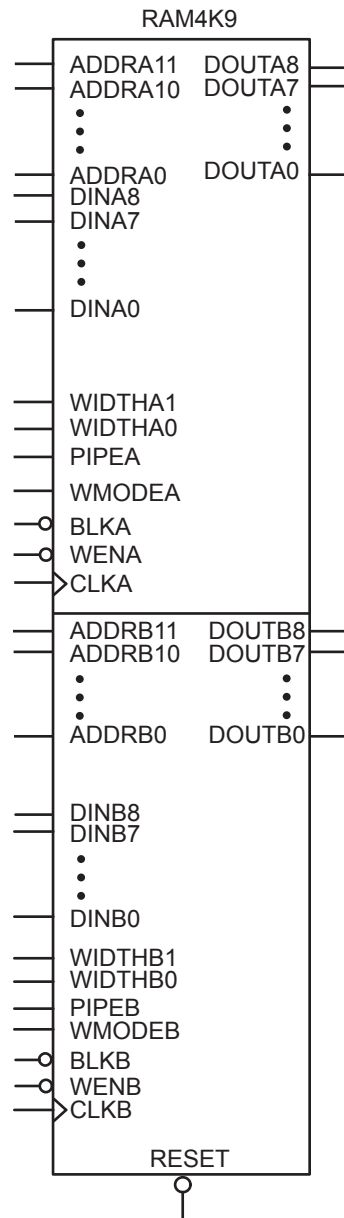 RAM4K9
ADDRA11 DOUTA8
ADDRA10 DOUTA7
ADDRA0 DOUTA0
DINA8
DINA7
DINA0
WIDTHA1
WIDTHA0
PIPEA
WMODEA
BLKA
WENA
CLKA
ADDRB11 DOUTB8
ADDRB10 DOUTB7
ADDRB0 DOUTB0
DINB8
DINB7
DINB0
WIDTHB1
WIDTHB0
PIPEB
WMODEB
BLKB
WENB
CLKB
RESET